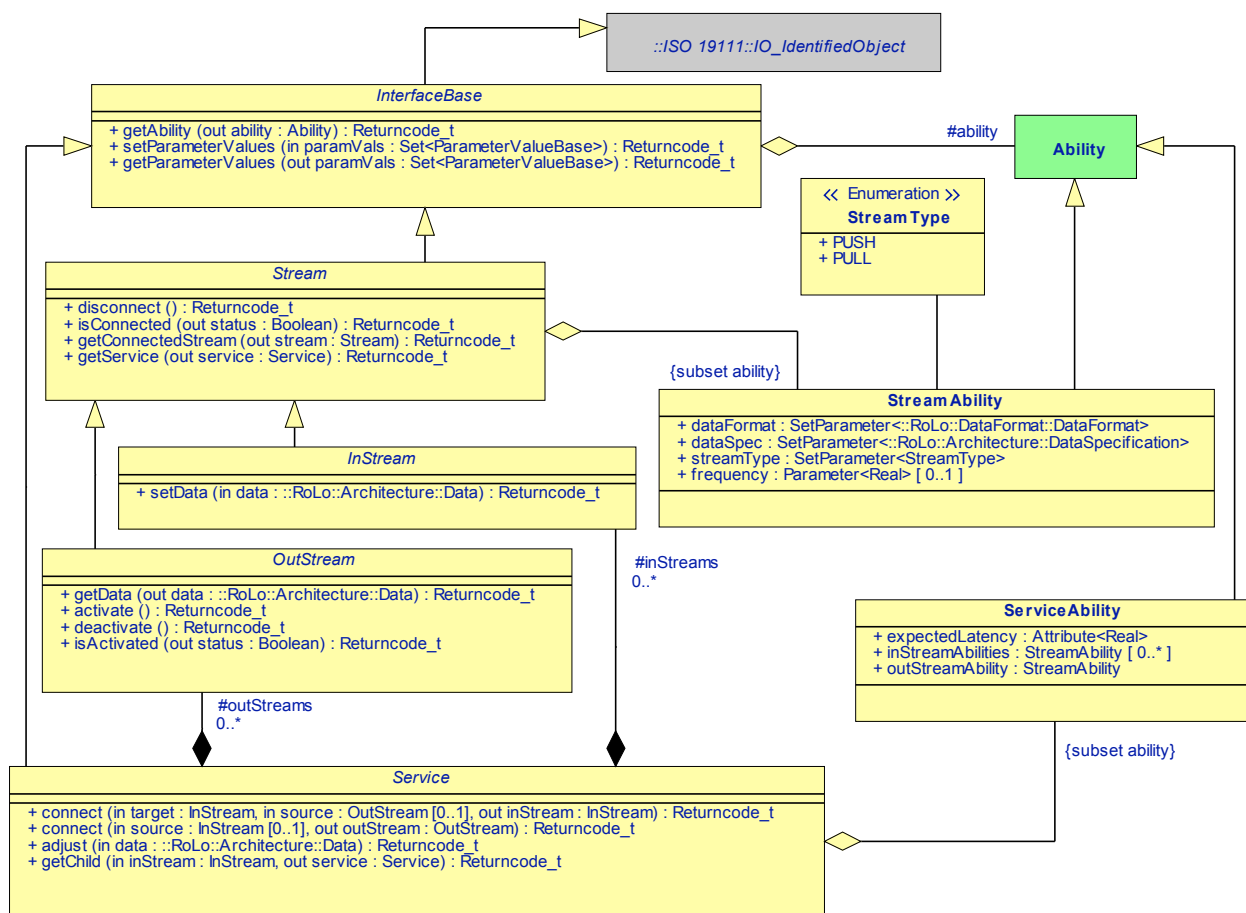 ::ISO 19111::IO_IdentifiedObject
InterfaceBase
+ getAbility (out ability : Ability) : Returncode_t
+ setParameterValues (in paramVals : Set<ParameterValueBase>) : Returncode_t
+ getParameterValues (out paramVals : Set<ParameterValueBase>) : Returncode_t
#ability
Ability
<< Enumeration >>
StreamType
+ PUSH
+ PULL
Stream
+ disconnect () : Returncode_t
+ isConnected (out status : Boolean) : Returncode_t
+ getConnectedStream (out stream : Stream) : Returncode_t
+ getService (out service : Service) : Returncode_t
{subset ability}
StreamAbility
+ dataFormat : SetParameter<::RoLo::DataFormat::DataFormat>
+ dataSpec : SetParameter<::RoLo::Architecture::DataSpecification>
+ streamType : SetParameter<StreamType>
+ frequency : Parameter<Real> [ 0..1 ]
InStream
+ setData (in data : ::RoLo::Architecture::Data) : Returncode_t
OutStream
+ getData (out data : ::RoLo::Architecture::Data) : Returncode_t
+ activate () : Returncode_t
+ deactivate () : Returncode_t
+ isActivated (out status : Boolean) : Returncode_t
#inStreams
0..*
ServiceAbility
+ expectedLatency : Attribute<Real>
+ inStreamAbilities : StreamAbility [ 0..* ]
+ outStreamAbility : StreamAbility
#outStreams
0..*
{subset ability}
Service
+ connect (in target : InStream, in source : OutStream [0..1], out inStream : InStream) : Returncode_t
+ connect (in source : InStream [0..1], out outStream : OutStream) : Returncode_t
+ adjust (in data : ::RoLo::Architecture::Data) : Returncode_t
+ getChild (in inStream : InStream, out service : Service) : Returncode_t